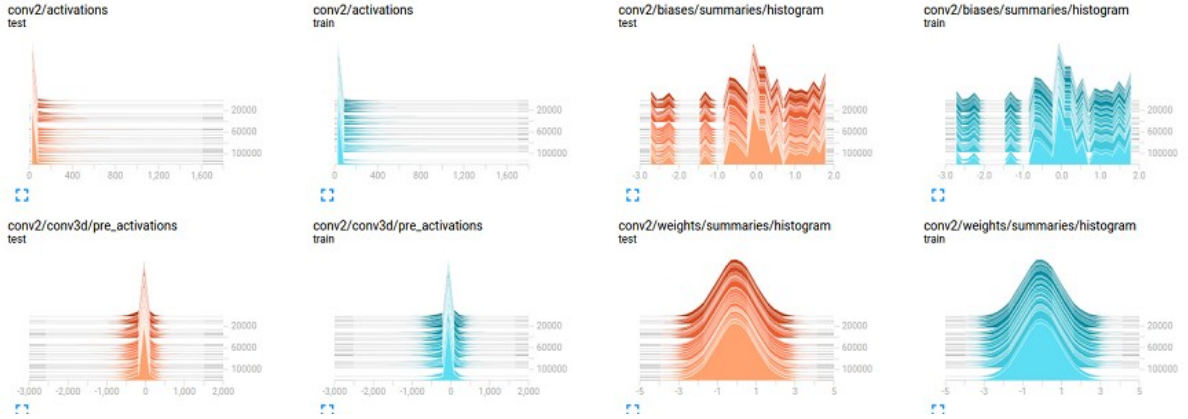 conv2/activations
test
20000
60000
100000
0 400 800 1,200 1,600
conv2/activations
train
20000
60000
100000
0 400 800 1,200 1,600
conv2/biases/summaries/histogram
test
20000
60000
100000
-3.0 -2.0 -1.0 0.0 1.0 2.0
conv2/biases/summaries/histogram
train
20000
60000
100000
-3.0 -2.0 -1.0 0.0 1.0 2.0
conv2/conv3d/pre_activations
test
20000
60000
100000
-3,000 -2,000 -1,000 0 1,000 2,000
conv2/conv3d/pre_activations
train
20000
60000
100000
-3,000 -2,000 -1,000 0 1,000 2,000
conv2/weights/summaries/histogram
test
20000
60000
100000
-5 -3 -1 1 3 5
conv2/weights/summaries/histogram
train
20000
60000
100000
-5 -3 -1 1 3 5